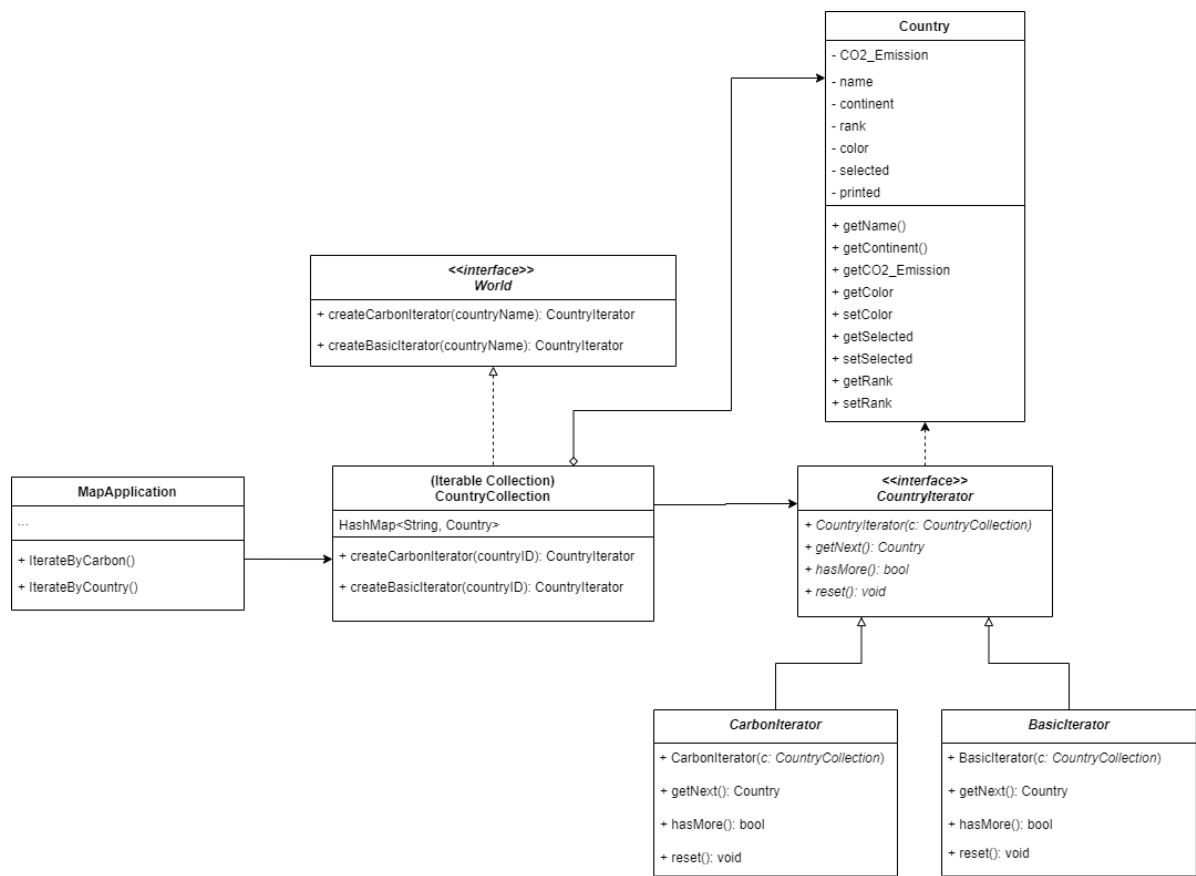 Country
- CO2_Emission
- name
- continent
- rank
- color
- selected
- printed
+ getName()
+ getContinent()
+ getCO2_Emission
+ getColor
+ setColor
+ getSelected
+ setSelected
+ getRank
+ setRank
<<interface>>
World
+ createCarbonIterator(countryName): CountryIterator
+ createBasicIterator(countryName): CountryIterator
MapApplication
...
+ IterateByCarbon()
+ IterateByCountry()
(Iterable Collection)
CountryCollection
HashMap<String, Country>
+ createCarbonIterator(countryID): CountryIterator
+ createBasicIterator(countryID): CountryIterator
<<interface>>
CountryIterator
+ CountryIterator(c: CountryCollection)
+ getNext(): Country
+ hasMore(): bool
+ reset(): void
CarbonIterator
+ CarbonIterator(c: CountryCollection)
+ getNext(): Country
+ hasMore(): bool
+ reset(): void
BasicIterator
+ BasicIterator(c: CountryCollection)
+ getNext(): Country
+ hasMore(): bool
+ reset(): void